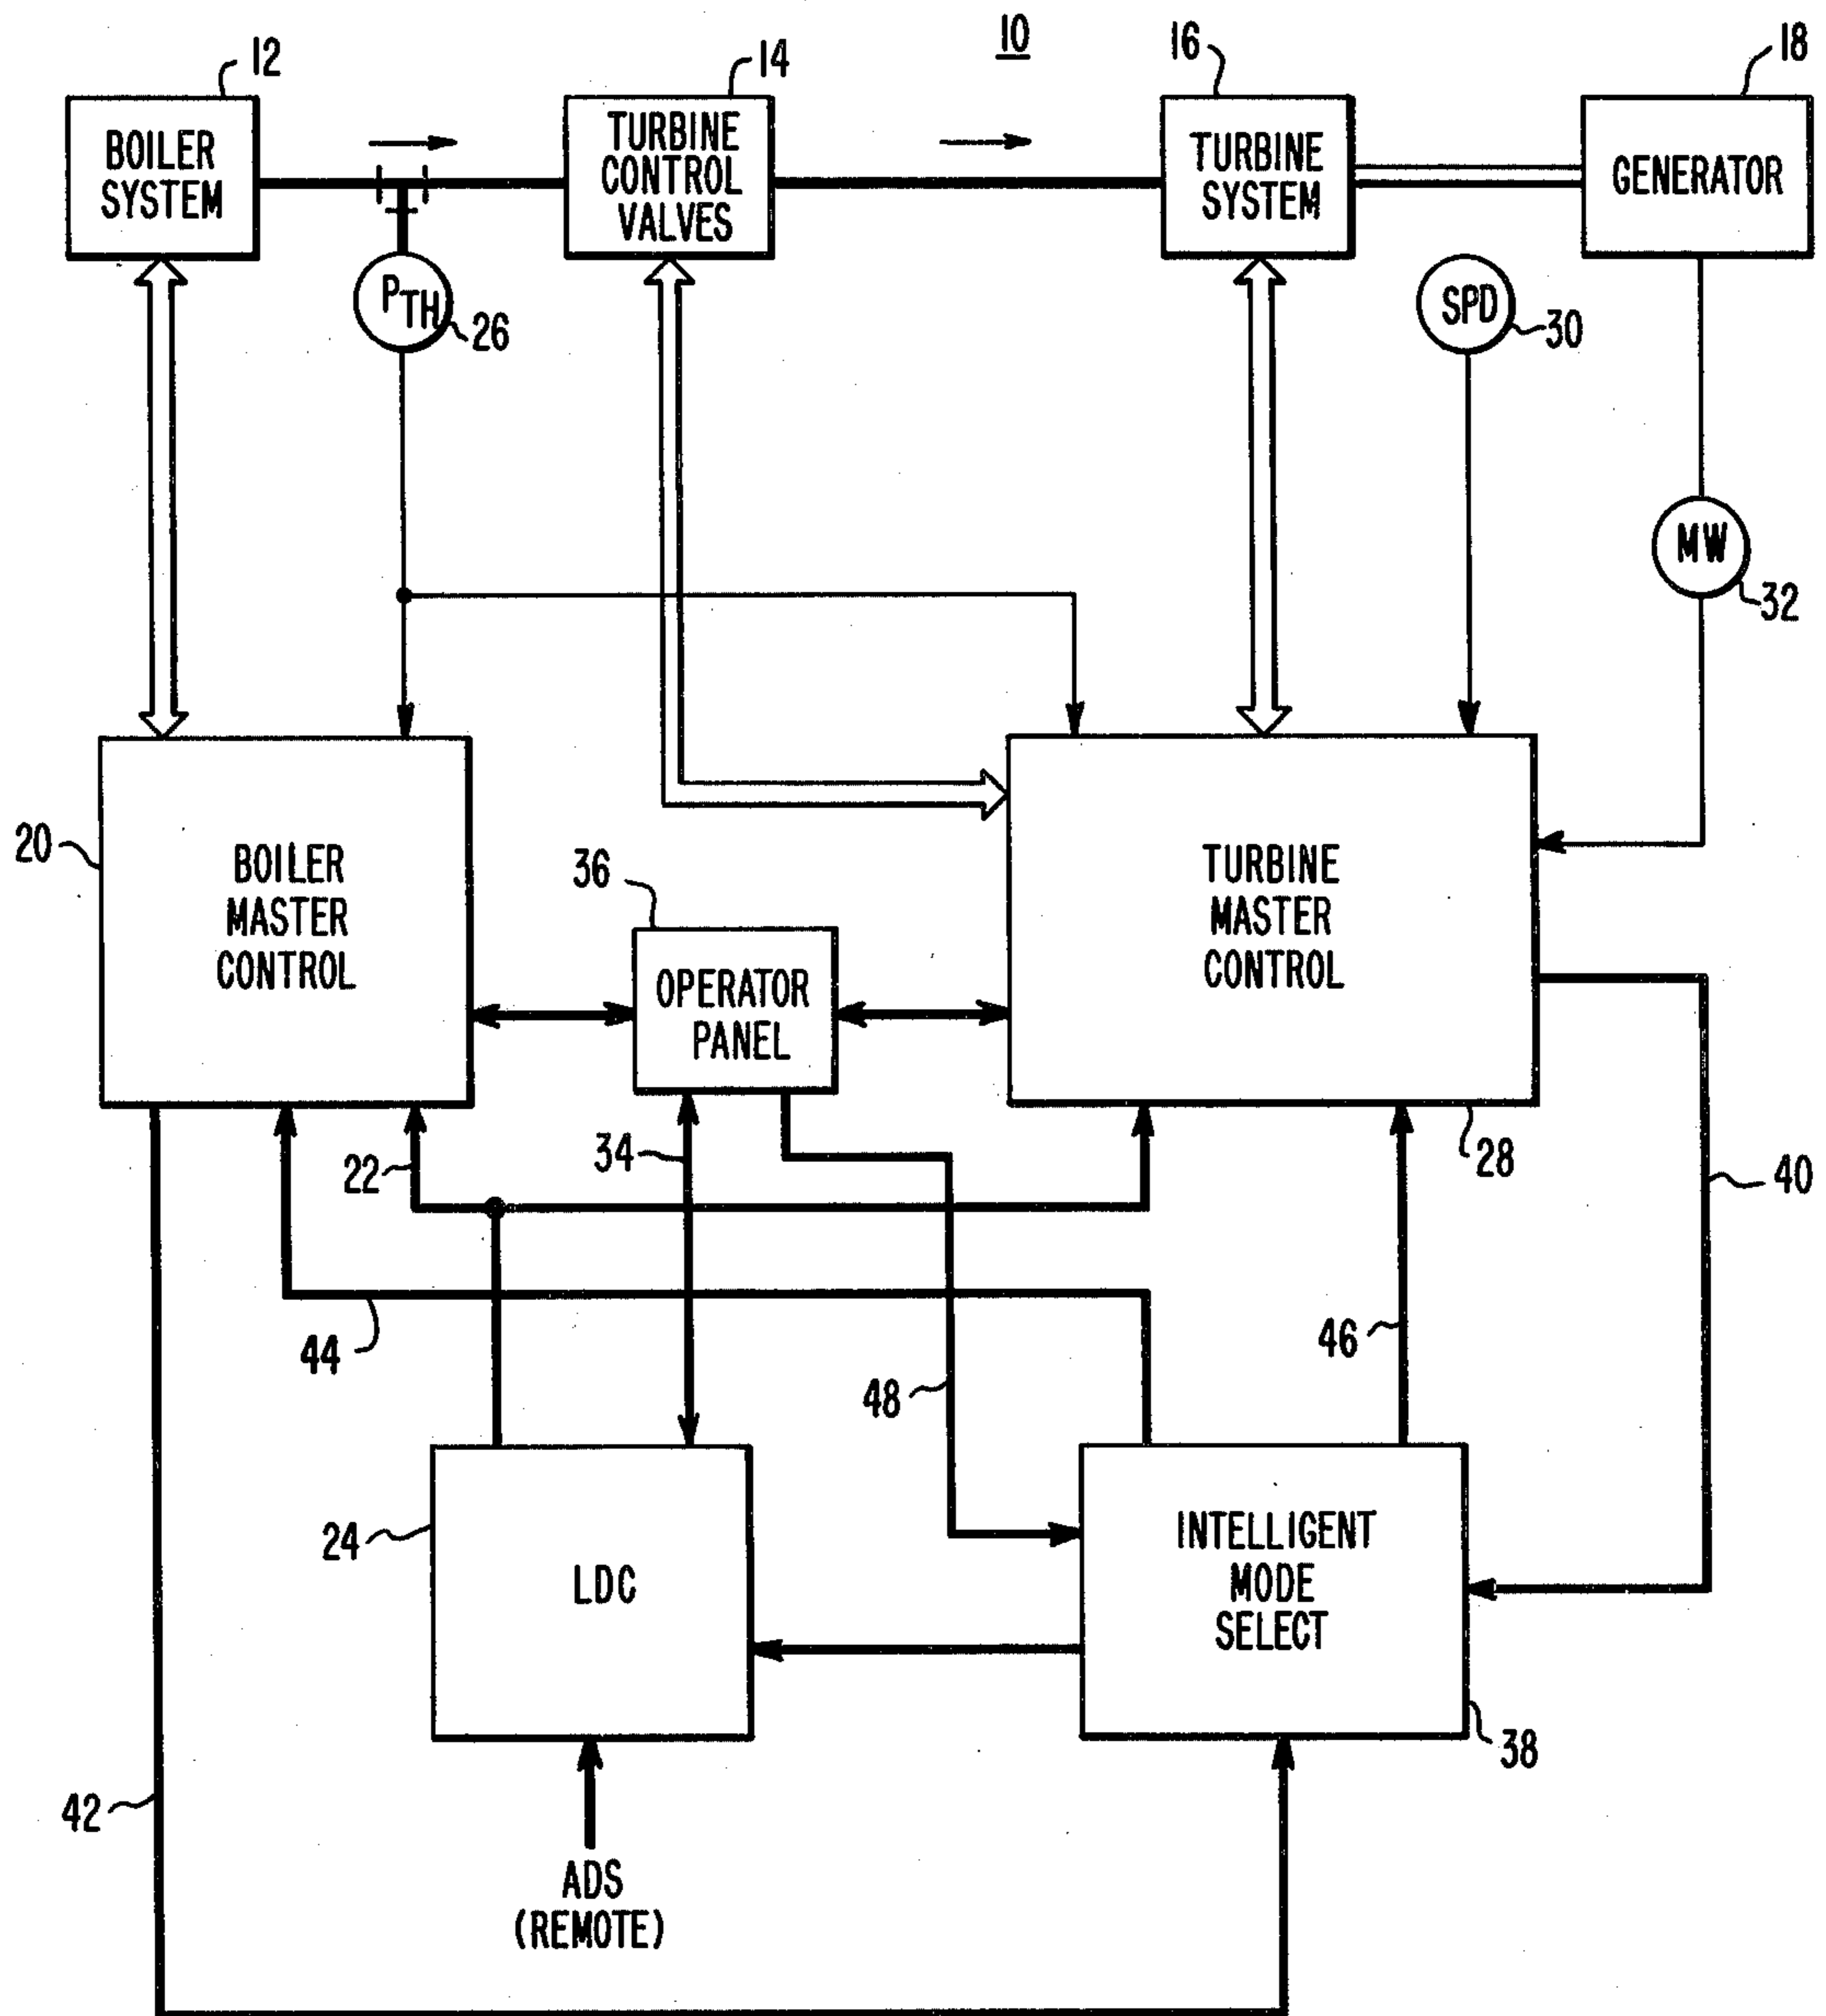 10
12
14
16
18
BOILER
SYSTEM
TURBINE
CONTROL
VALVES
TURBINE
SYSTEM
GENERATOR
PTH
26
SPD
30
MW
32
20
BOILER
MASTER
CONTROL
36
OPERATOR
PANEL
TURBINE
MASTER
CONTROL
22
34
28
40
44
46
48
24
LDC
INTELLIGENT
MODE
SELECT
38
42
ADS
(REMOTE)